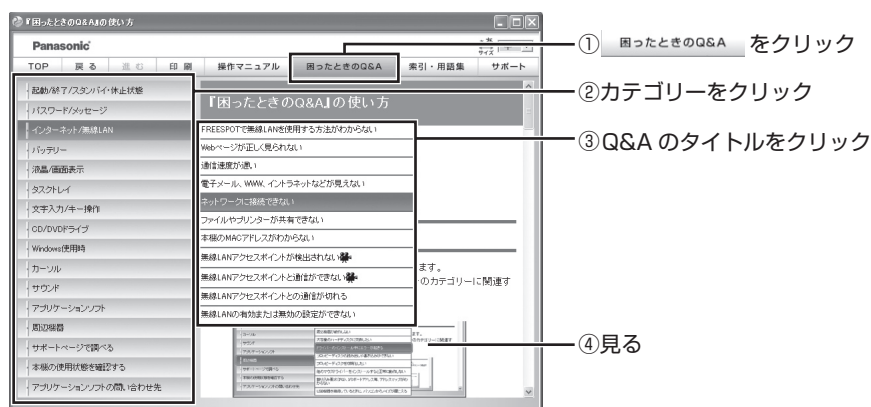 『困ったときのQ&A』の使い方
Panasonic
サイズ
TOP 戻る 進む 印刷 操作マニュアル 困ったときのQ&A 索引・用語集 サポート
起動/終了/スタンバイ・休止状態
パスワード/メッセージ
インターネット/無線LAN
バッテリー
液晶/画面表示
タスクトレイ
文字入力/キー操作
CD/DVDドライブ
Windows使用時
カーソル
サウンド
アプリケーションソフト
周辺機器
サポートページで調べる
本機の使用状態を確認する
アプリケーションソフトの問い合わせ先
『困ったときのQ&A』の使い方
FREESPOTで無線LANを使用する方法がわからない
Webページが正しく見られない
通信速度が遅い
電子メール、WWW、イントラネットなどが見えない
ネットワークに接続できない
ファイルやプリンターが共有できない
本機のMACアドレスがわからない
無線LANアクセスポイントが検出されない
無線LANアクセスポイントと通信ができない
無線LANアクセスポイントとの通信が切れる
無線LANの有効または無効の設定ができない
ます。
のカテゴリーに関連す
① 困ったときのQ&A をクリック
②カテゴリーをクリック
③Q&A のタイトルをクリック
④見る